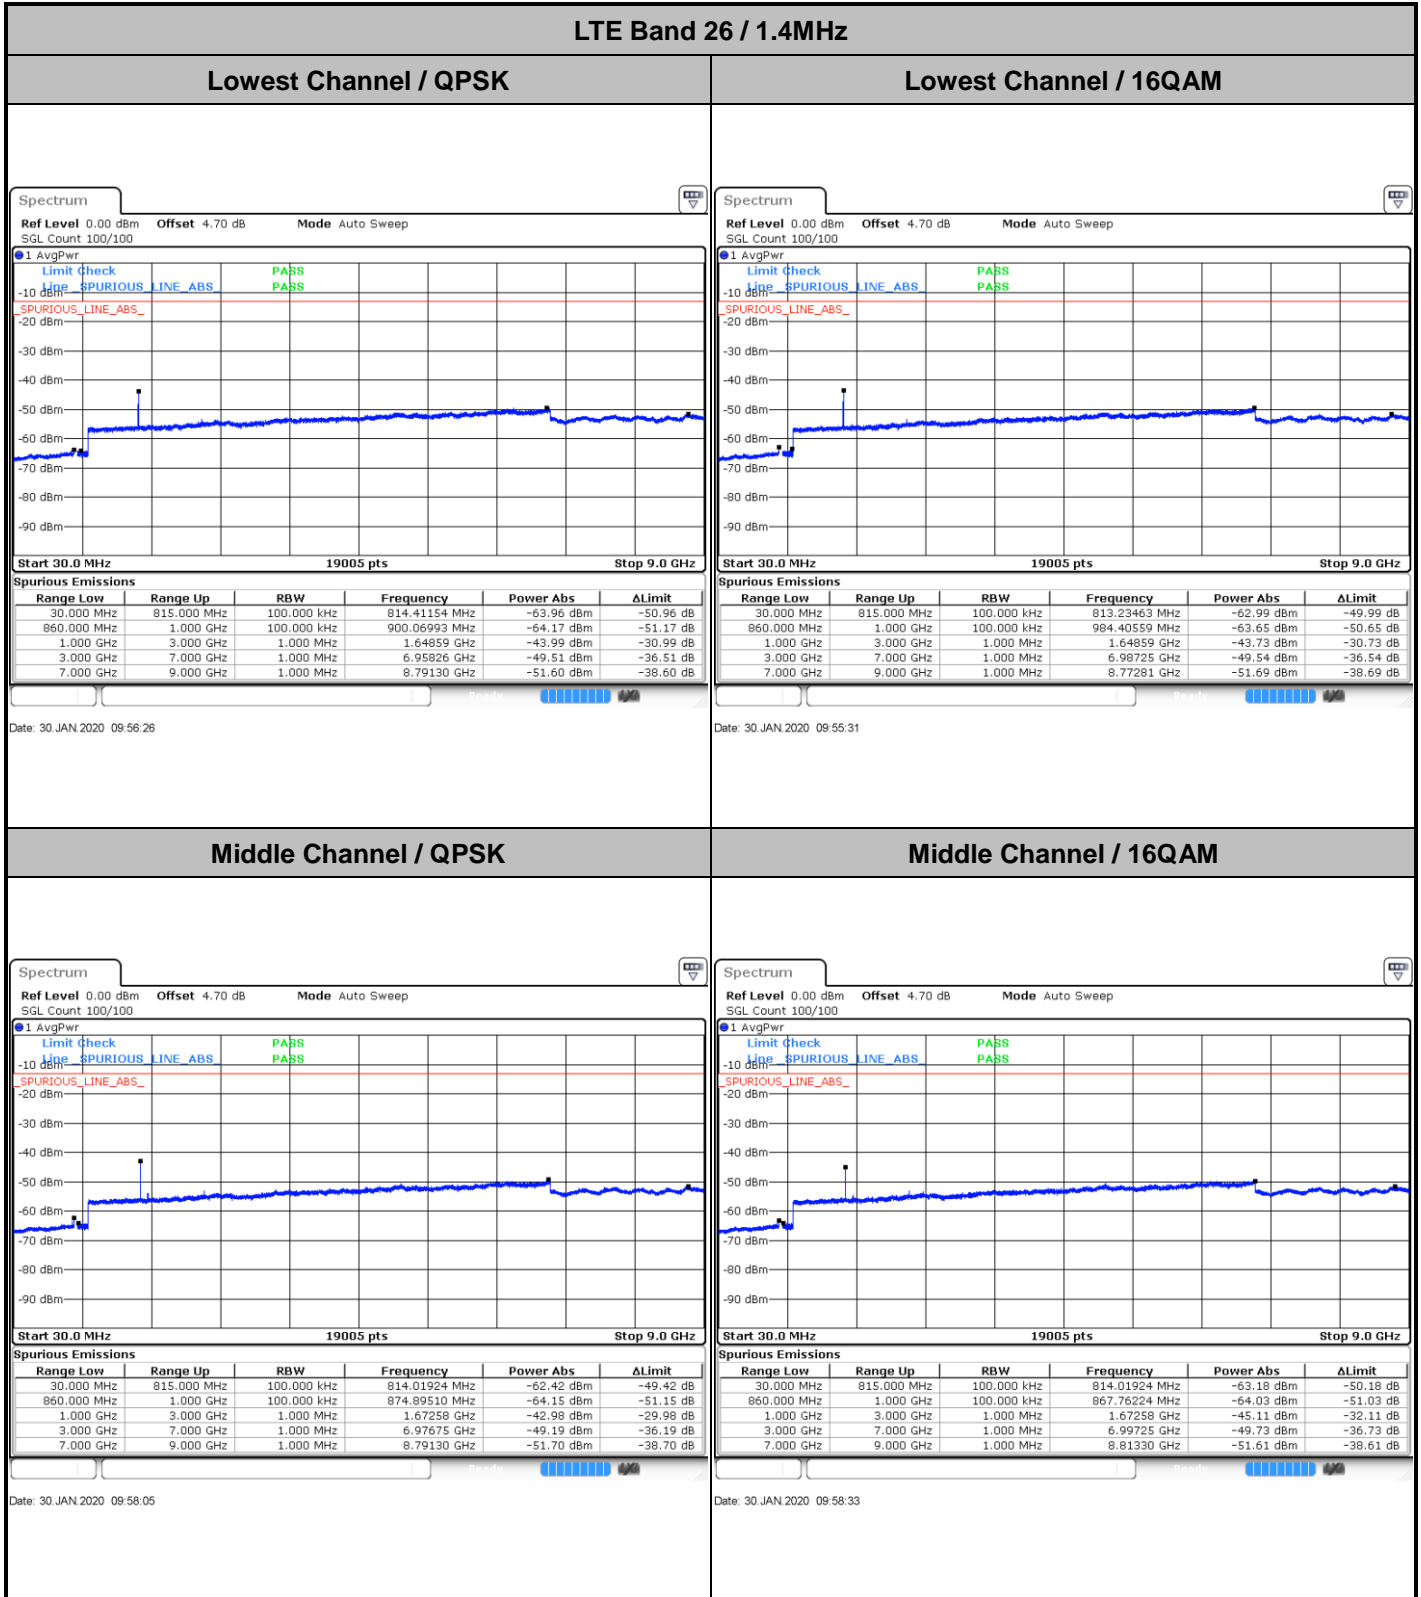 LTE Band 26 / 1.4MHz
Lowest Channel / QPSK
Lowest Channel / 16QAM
Spectrum
Ref Level 0.00 dBm Offset 4.70 dB Mode Auto Sweep
SGL Count 100/100
1 AvgPwr
Limit Check PASS
Line _SPURIOUS_LINE_ABS_ PASS
-10 dBm
_SPURIOUS_LINE_ABS_
-20 dBm
-30 dBm
-40 dBm
-50 dBm
-60 dBm
-70 dBm
-80 dBm
-90 dBm
Start 30.0 MHz 19005 pts Stop 9.0 GHz
Spurious Emissions
Range Low Range Up RBW Frequency Power Abs ΔLimit
30.000 MHz 815.000 MHz 100.000 kHz 814.41154 MHz -63.96 dBm -50.96 dB
860.000 MHz 1.000 GHz 100.000 kHz 900.06993 MHz -64.17 dBm -51.17 dB
1.000 GHz 3.000 GHz 1.000 MHz 1.64859 GHz -43.99 dBm -30.99 dB
3.000 GHz 7.000 GHz 1.000 MHz 6.95826 GHz -49.51 dBm -36.51 dB
7.000 GHz 9.000 GHz 1.000 MHz 8.79130 GHz -51.60 dBm -38.60 dB
Ready
Date: 30.JAN.2020 09:56:26
Spectrum
Ref Level 0.00 dBm Offset 4.70 dB Mode Auto Sweep
SGL Count 100/100
1 AvgPwr
Limit Check PASS
Line _SPURIOUS_LINE_ABS_ PASS
-10 dBm
_SPURIOUS_LINE_ABS_
-20 dBm
-30 dBm
-40 dBm
-50 dBm
-60 dBm
-70 dBm
-80 dBm
-90 dBm
Start 30.0 MHz 19005 pts Stop 9.0 GHz
Spurious Emissions
Range Low Range Up RBW Frequency Power Abs ΔLimit
30.000 MHz 815.000 MHz 100.000 kHz 813.23463 MHz -62.99 dBm -49.99 dB
860.000 MHz 1.000 GHz 100.000 kHz 984.40559 MHz -63.65 dBm -50.65 dB
1.000 GHz 3.000 GHz 1.000 MHz 1.64859 GHz -43.73 dBm -30.73 dB
3.000 GHz 7.000 GHz 1.000 MHz 6.98725 GHz -49.54 dBm -36.54 dB
7.000 GHz 9.000 GHz 1.000 MHz 8.77281 GHz -51.69 dBm -38.69 dB
Ready
Date: 30.JAN.2020 09:55:31
Middle Channel / QPSK
Middle Channel / 16QAM
Spectrum
Ref Level 0.00 dBm Offset 4.70 dB Mode Auto Sweep
SGL Count 100/100
1 AvgPwr
Limit Check PASS
Line _SPURIOUS_LINE_ABS_ PASS
-10 dBm
_SPURIOUS_LINE_ABS_
-20 dBm
-30 dBm
-40 dBm
-50 dBm
-60 dBm
-70 dBm
-80 dBm
-90 dBm
Start 30.0 MHz 19005 pts Stop 9.0 GHz
Spurious Emissions
Range Low Range Up RBW Frequency Power Abs ΔLimit
30.000 MHz 815.000 MHz 100.000 kHz 814.01924 MHz -62.42 dBm -49.42 dB
860.000 MHz 1.000 GHz 100.000 kHz 874.89510 MHz -64.15 dBm -51.15 dB
1.000 GHz 3.000 GHz 1.000 MHz 1.67258 GHz -42.98 dBm -29.98 dB
3.000 GHz 7.000 GHz 1.000 MHz 6.97675 GHz -49.19 dBm -36.19 dB
7.000 GHz 9.000 GHz 1.000 MHz 8.79130 GHz -51.70 dBm -38.70 dB
Ready
Date: 30.JAN.2020 09:58:05
Spectrum
Ref Level 0.00 dBm Offset 4.70 dB Mode Auto Sweep
SGL Count 100/100
1 AvgPwr
Limit Check PASS
Line _SPURIOUS_LINE_ABS_ PASS
-10 dBm
_SPURIOUS_LINE_ABS_
-20 dBm
-30 dBm
-40 dBm
-50 dBm
-60 dBm
-70 dBm
-80 dBm
-90 dBm
Start 30.0 MHz 19005 pts Stop 9.0 GHz
Spurious Emissions
Range Low Range Up RBW Frequency Power Abs ΔLimit
30.000 MHz 815.000 MHz 100.000 kHz 814.01924 MHz -63.18 dBm -50.18 dB
860.000 MHz 1.000 GHz 100.000 kHz 867.76224 MHz -64.03 dBm -51.03 dB
1.000 GHz 3.000 GHz 1.000 MHz 1.67258 GHz -45.11 dBm -32.11 dB
3.000 GHz 7.000 GHz 1.000 MHz 6.99725 GHz -49.73 dBm -36.73 dB
7.000 GHz 9.000 GHz 1.000 MHz 8.81330 GHz -51.61 dBm -38.61 dB
Ready
Date: 30.JAN.2020 09:58:33